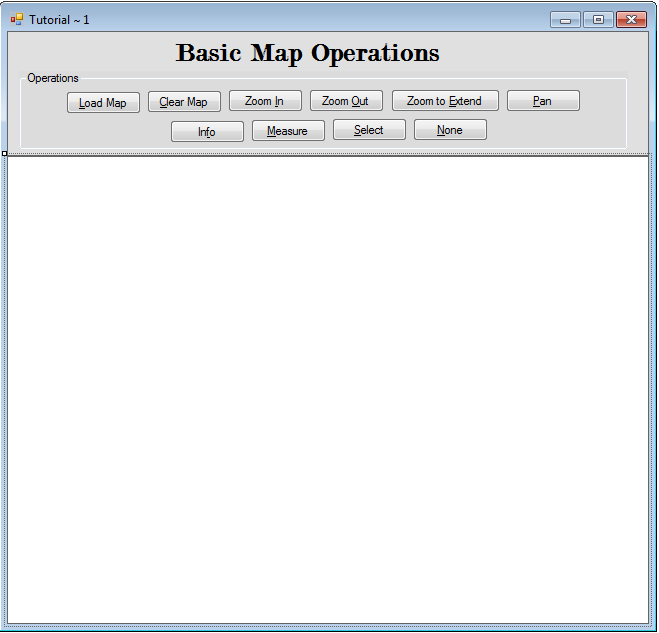 Tutorial ~ 1
Basic Map Operations
Operations
Load Map Clear Map Zoom In Zoom Out Zoom to Extend Pan
Info Measure Select None